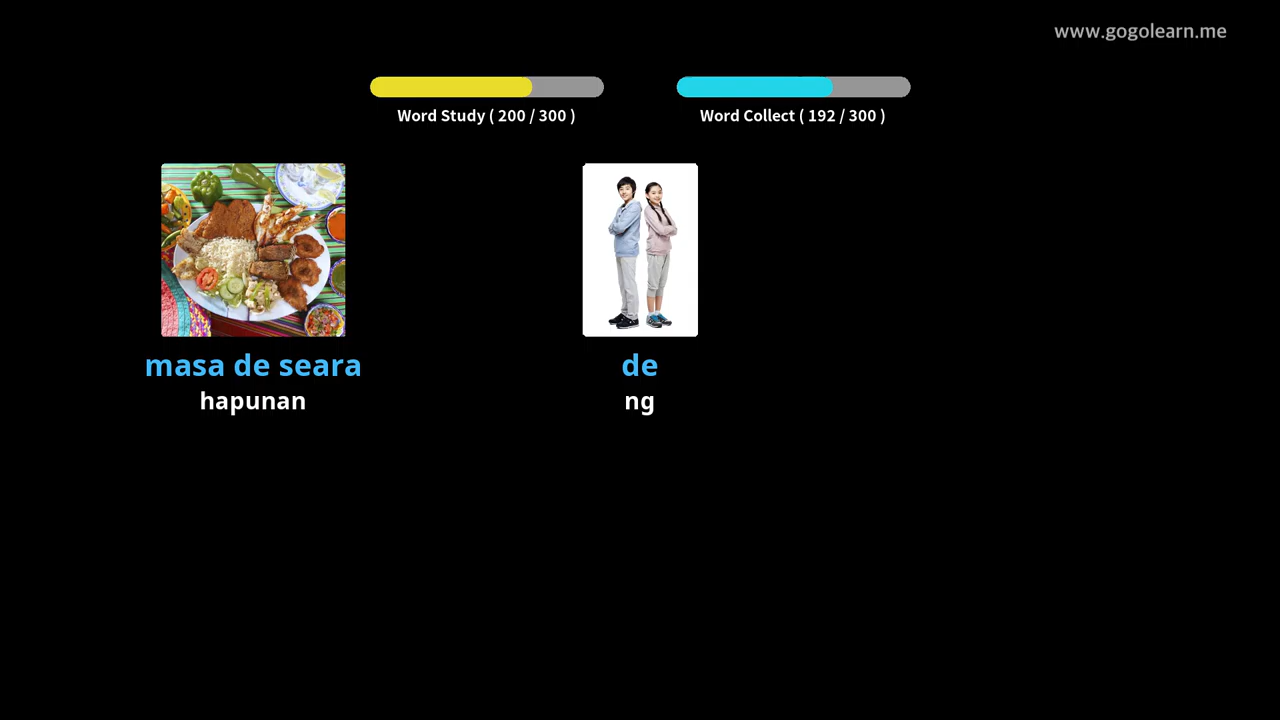 www.gogolearn.me
Word Study ( 200 / 300 )
Word Collect ( 192 / 300 )
masa de seara
hapunan
de
ng